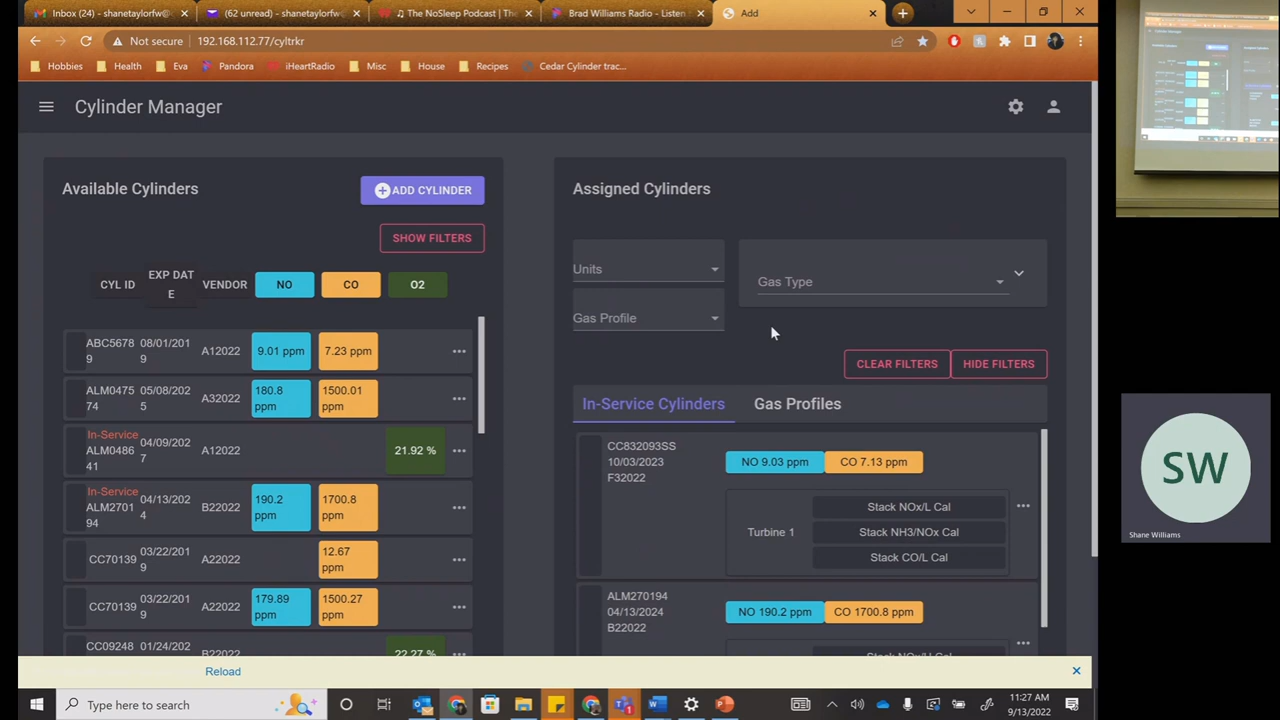 Inbox (24) - shanetaylorfw@
(62 unread) - shanetaylorfw@
♫ The NoSleep Podcast | The
Brad Williams Radio - Listen
Add
Not secure
192.168.112.77/cyltrkr
Hobbies
Health
Eva
Pandora
iHeartRadio
Misc
House
Recipes
Cedar Cylinder trac...
Cylinder Manager
Available Cylinders
ADD CYLINDER
SHOW FILTERS
CYL ID
EXP DAT
E
VENDOR
NO
CO
O2
ABC5678
9
08/01/201
9
A12022
9.01 ppm
7.23 ppm
ALM0475
74
05/08/202
5
A32022
180.8
ppm
1500.01
ppm
In-Service
ALM0486
41
04/09/202
7
A12022
21.92 %
In-Service
ALM2701
94
04/13/202
4
B22022
190.2
ppm
1700.8
ppm
CC70139
03/22/201
9
A22022
12.67
ppm
CC70139
03/22/201
9
A22022
179.89
ppm
1500.27
ppm
CC09248
01/24/202
B22022
22.27 %
Assigned Cylinders
Units
Gas Type
Gas Profile
CLEAR FILTERS
HIDE FILTERS
In-Service Cylinders
Gas Profiles
CC832093SS
10/03/2023
F32022
NO 9.03 ppm
CO 7.13 ppm
Turbine 1
Stack NOx/L Cal
Stack NH3/NOx Cal
Stack CO/L Cal
ALM270194
04/13/2024
B22022
NO 190.2 ppm
CO 1700.8 ppm
Stack NOx/H Cal
Reload
Type here to search
11:27 AM
9/13/2022
SW
Shane Williams